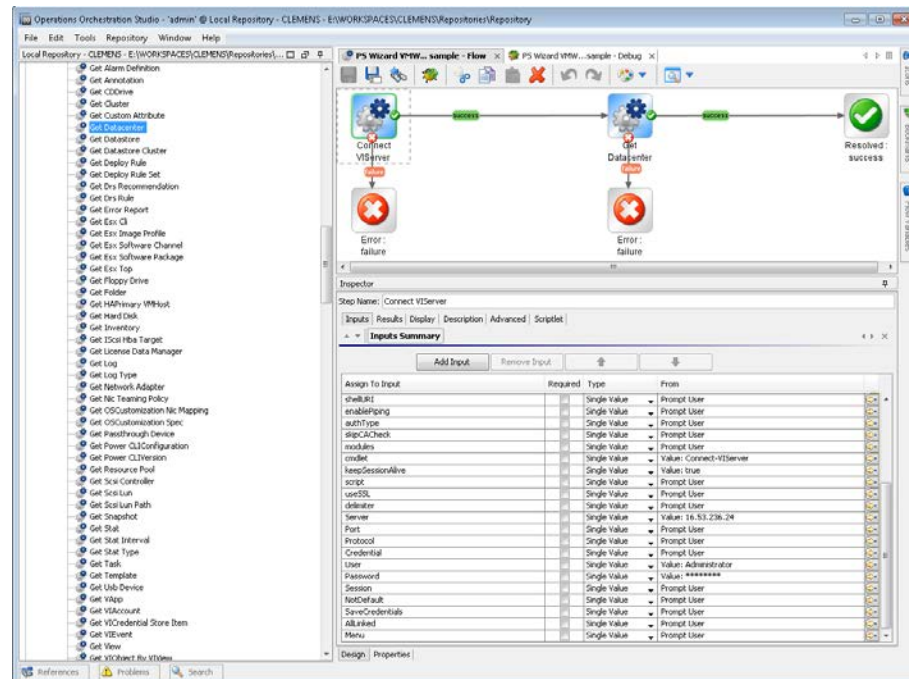 Operations Orchestration Studio - 'admin' @ Local Repository - CLEMENS - E:\WORKSPACES\CLEMENS\Repositories\Repository
File Edit Tools Repository Window Help
Local Repository - CLEMENS - E:\WORKSPACES\CLEMENS\Repositories\...
Get Alarm Definition
Get Annotation
Get CDDrive
Get Cluster
Get Custom Attribute
Get Datacenter
Get Datastore
Get Datastore Cluster
Get Deploy Rule
Get Deploy Rule Set
Get Drs Recommendation
Get Drs Rule
Get Error Report
Get Esx Cli
Get Esx Image Profile
Get Esx Software Channel
Get Esx Software Package
Get Esx Top
Get Floppy Drive
Get Folder
Get HAPrimary VMHost
Get Hard Disk
Get Inventory
Get IScsi Hba Target
Get License Data Manager
Get Log
Get Log Type
Get Network Adapter
Get Nic Teaming Policy
Get OSCustomization Nic Mapping
Get OSCustomization Spec
Get Passthrough Device
Get Power CLIConfiguration
Get Power CLIVersion
Get Resource Pool
Get Scsi Controller
Get Scsi Lun
Get Scsi Lun Path
Get Snapshot
Get Stat
Get Stat Interval
Get Stat Type
Get Task
Get Template
Get Usb Device
Get VApp
Get VIAccount
Get VICredential Store Item
Get VIEvent
Get View
Get VIObject By VIView
PS Wizard VMW... sample - Flow
PS Wizard VMW...sample - Debug
Connect VIServer
success
Get Datacenter
success
Resolved : success
failure
failure
Error : failure
Error : failure
Inspector
Step Name: Connect VIServer
Inputs Results Display Description Advanced Scriptlet
Inputs Summary
Add Input Remove Input
Assign To Input Required Type From
shellURI Single Value Prompt User
enablePiping Single Value Prompt User
authType Single Value Prompt User
skipCACheck Single Value Prompt User
modules Single Value Prompt User
cmdlet Single Value Value: Connect-VIServer
keepSessionAlive Single Value Value: true
script Single Value Prompt User
useSSL Single Value Prompt User
delimiter Single Value Prompt User
Server Single Value Value: 16.53.236.24
Port Single Value Prompt User
Protocol Single Value Prompt User
Credential Single Value Prompt User
User Single Value Value: Administrator
Password Single Value Value: ********
Session Single Value Prompt User
NotDefault Single Value Prompt User
SaveCredentials Single Value Prompt User
AllLinked Single Value Prompt User
Menu Single Value Prompt User
Design Properties
References Problems Search